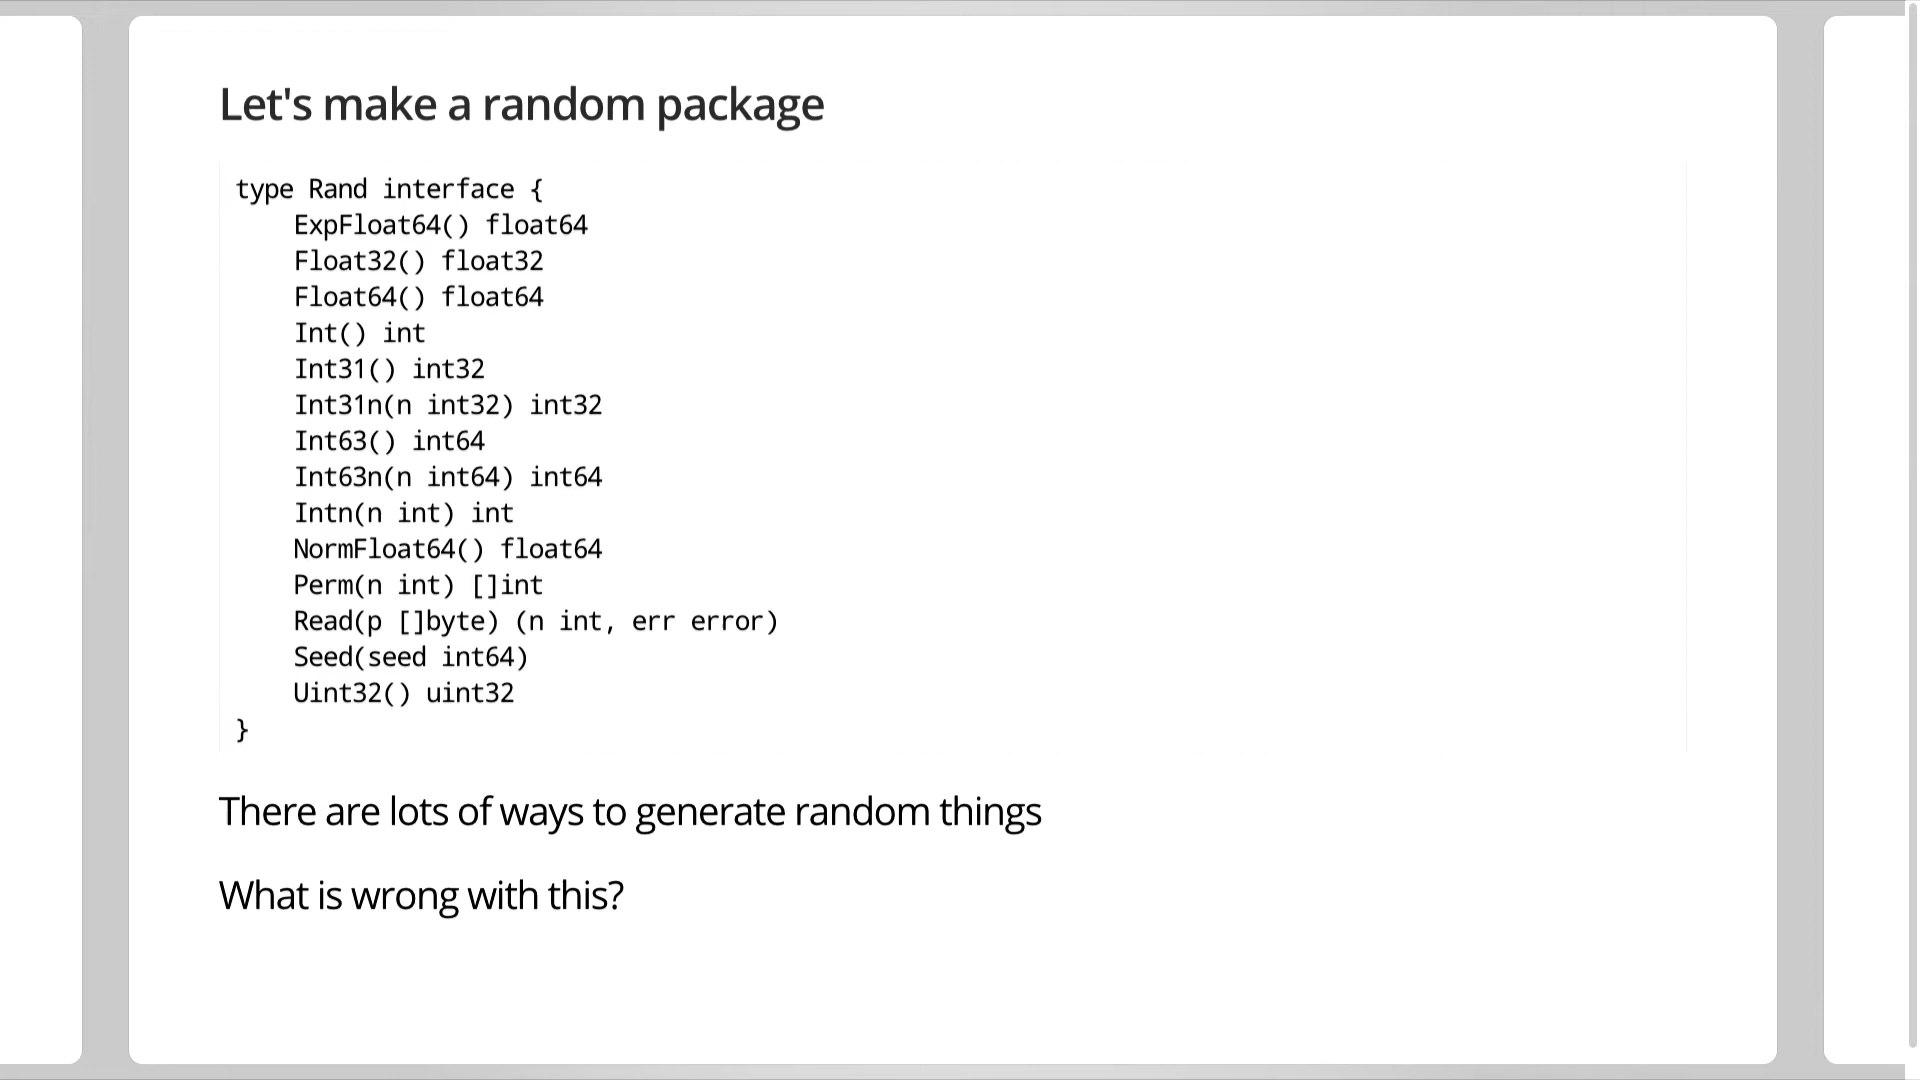 Let's make a random package
type Rand interface {
    ExpFloat64() float64
    Float32() float32
    Float64() float64
    Int() int
    Int31() int32
    Int31n(n int32) int32
    Int63() int64
    Int63n(n int64) int64
    Intn(n int) int
    NormFloat64() float64
    Perm(n int) []int
    Read(p []byte) (n int, err error)
    Seed(seed int64)
    Uint32() uint32
}
There are lots of ways to generate random things
What is wrong with this?